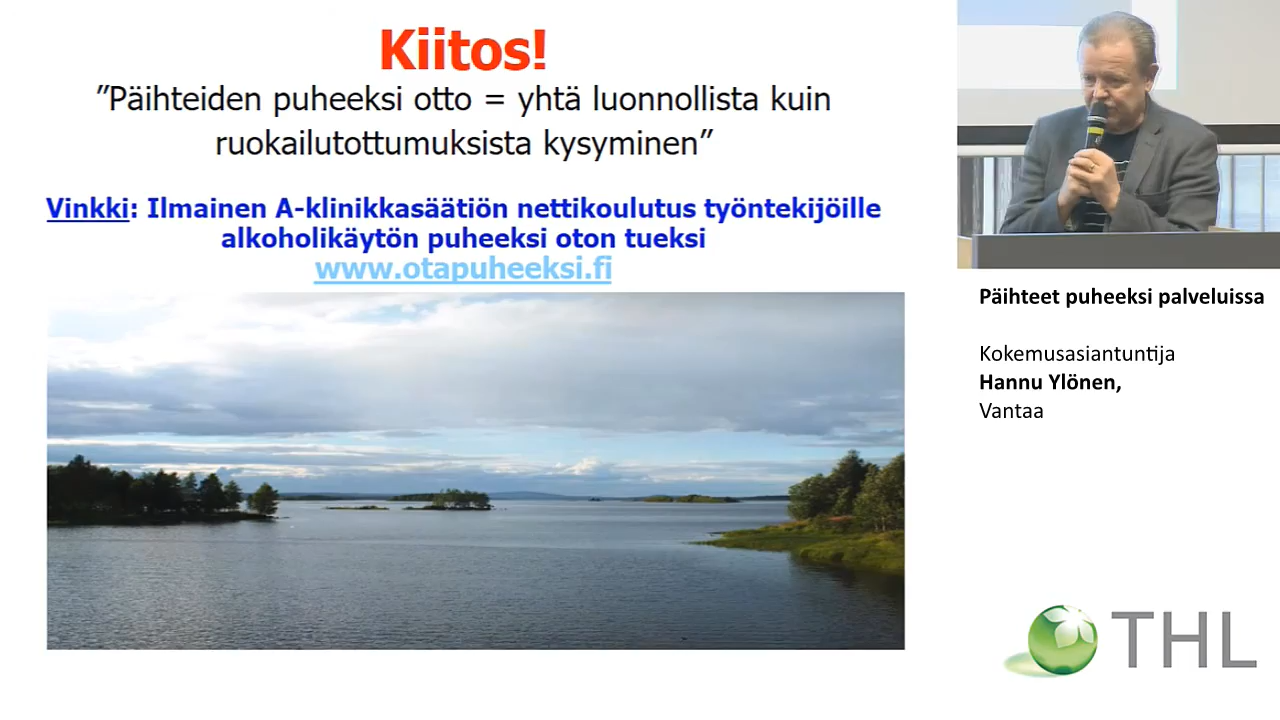 Kiitos!
”Päihteiden puheeksi otto = yhtä luonnollista kuin
ruokailutottumuksista kysyminen”
Vinkki: Ilmainen A-klinikkasäätiön nettikoulutus työntekijöille
alkoholikäytön puheeksi oton tueksi
www.otapuheeksi.fi
Päihteet puheeksi palveluissa
Kokemusasiantuntija
Hannu Ylönen,
Vantaa
THL